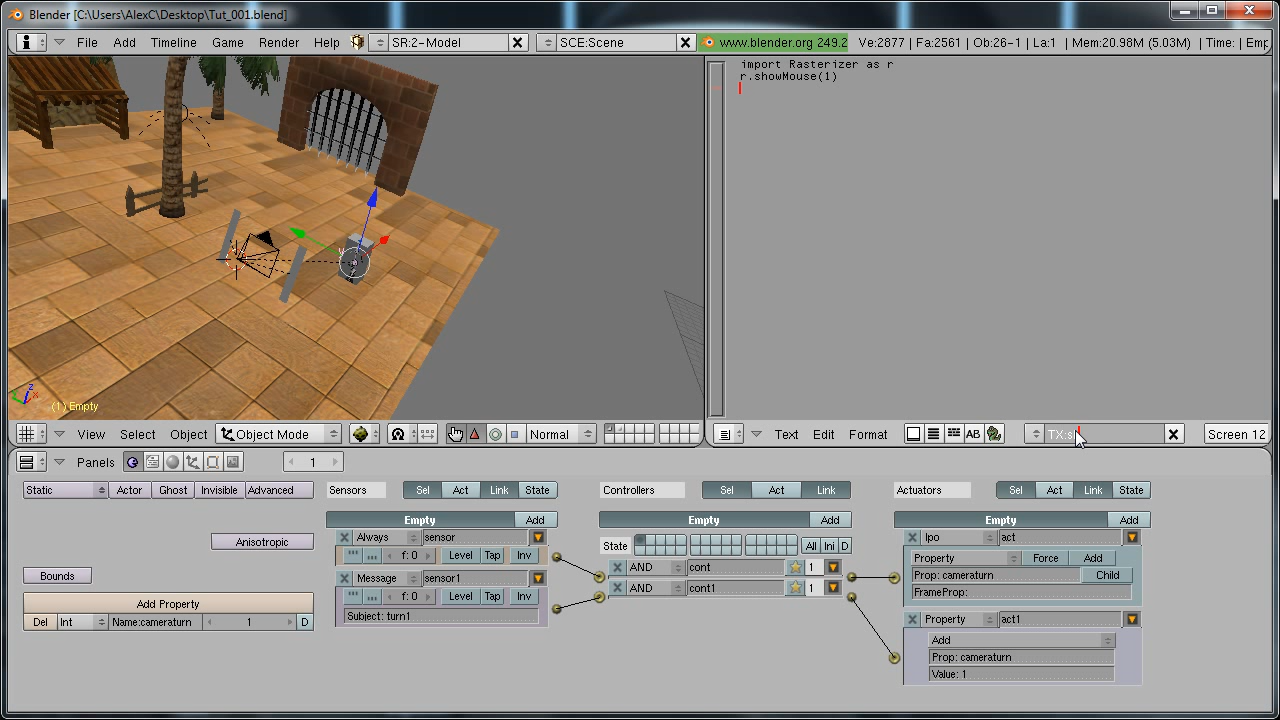 Blender [C:\Users\AlexC\Desktop\Tut_001.blend]
File Add Timeline Game Render Help SR:2-Model SCE:Scene www.blender.org 249.2 Ve:2877 | Fa:2561 | Ob:26-1 | La:1 | Mem:20.98M (5.03M) | Time: | Emp
import Rasterizer as r
r.showMouse(1)
z
x
(1) Empty
View Select Object Object Mode Normal
Text Edit Format AB TX:s Screen 12
Panels 1
Static Actor Ghost Invisible Advanced
Anisotropic
Bounds
Add Property
Del Int Name:cameraturn 1 D
Sensors Sel Act Link State
Empty Add
Always sensor
f: 0 Level Tap Inv
Message sensor1
f: 0 Level Tap Inv
Subject: turn1
Controllers Sel Act Link
Empty Add
State All Ini D
AND cont 1
AND cont1 1
Actuators Sel Act Link State
Empty Add
Ipo act
Property Force Add
Prop: cameraturn Child
FrameProp:
Property act1
Add
Prop: cameraturn
Value: 1